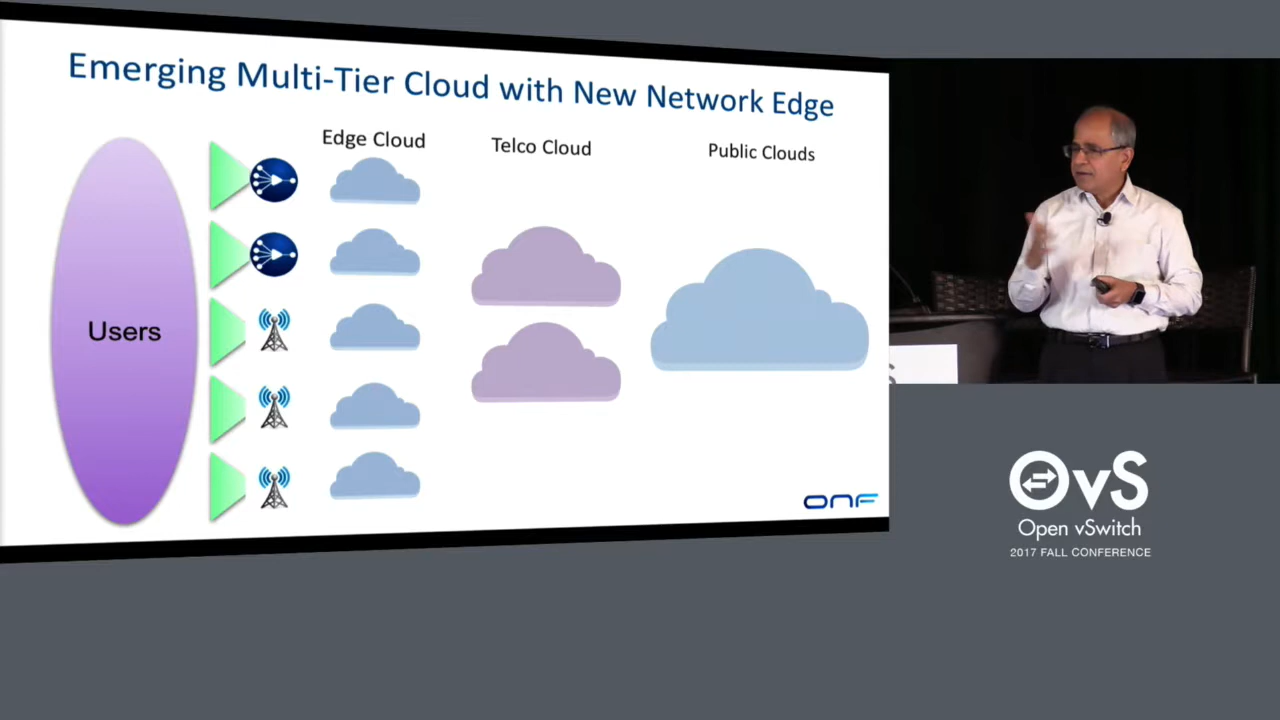 Emerging Multi-Tier Cloud with New Network Edge
Edge Cloud
Telco Cloud
Public Clouds
Users
ONF
OvS
Open vSwitch
2017 FALL CONFERENCE